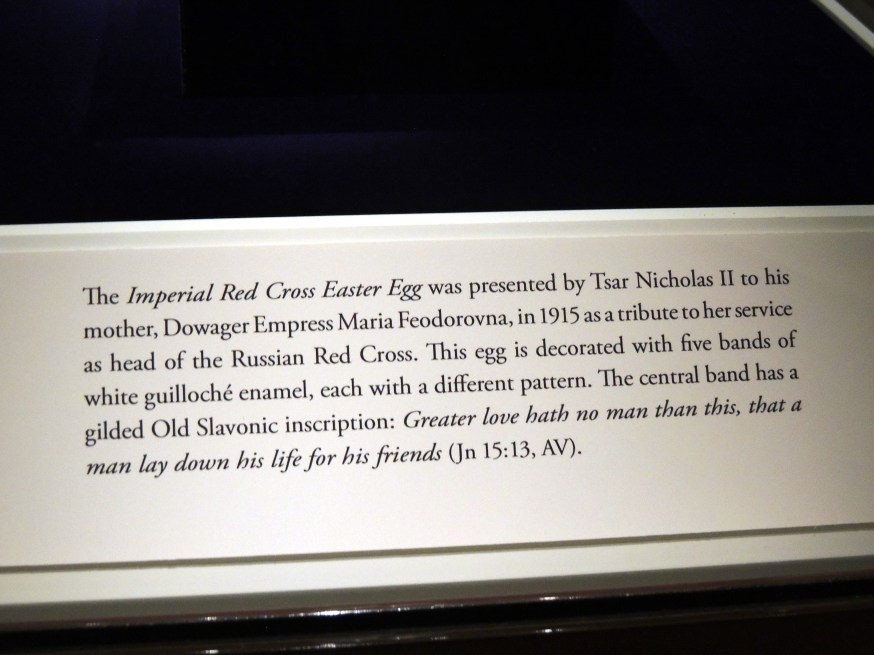 The Imperial Red Cross Easter Egg was presented by Tsar Nicholas II to his
mother, Dowager Empress Maria Feodorovna, in 1915 as a tribute to her service
as head of the Russian Red Cross. This egg is decorated with five bands of
white guilloché enamel, each with a different pattern. The central band has a
gilded Old Slavonic inscription: Greater love hath no man than this, that a
man lay down his life for his friends (Jn 15:13, AV).